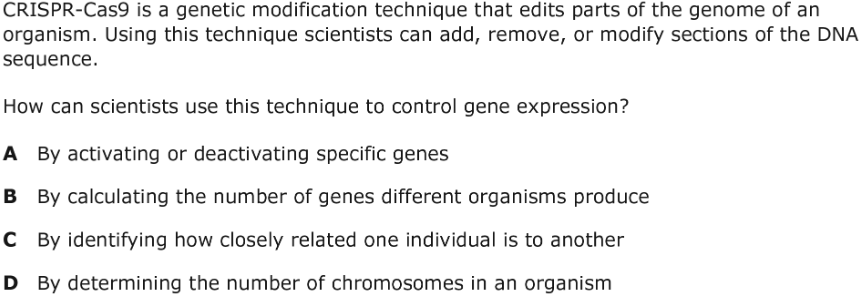 CRISPR-Cas9 is a genetic modification technique that edits parts of the genome of an
organism. Using this technique scientists can add, remove, or modify sections of the DNA
sequence.
How can scientists use this technique to control gene expression?
A By activating or deactivating specific genes
B By calculating the number of genes different organisms produce
C By identifying how closely related one individual is to another
D By determining the number of chromosomes in an organism